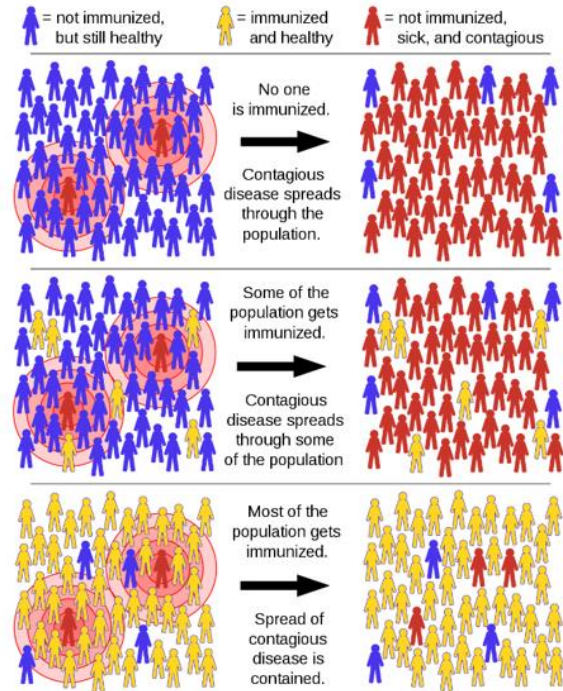 = not immunized,
but still healthy
= immunized
and healthy
= not immunized,
sick, and contagious
No one
is immunized.
Contagious
disease spreads
through the
population.
Some of the
population gets
immunized.
Contagious
disease spreads
through some
of the population
Most of the
population gets
immunized.
Spread of
contagious
disease is
contained.